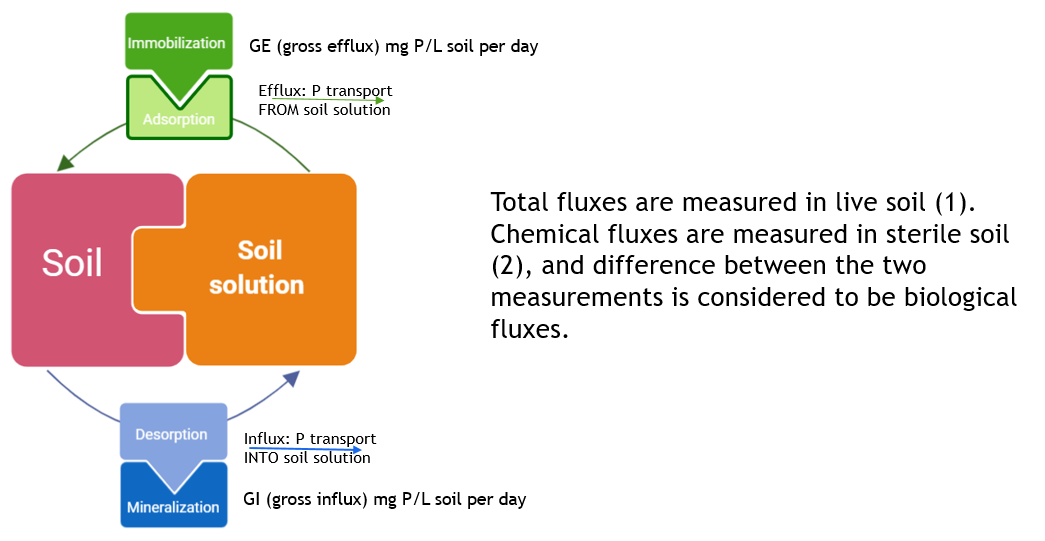 Immobilization
GE (gross efflux) mg P/L soil per day
Efflux: P transport
FROM soil solution
Adsorption
Soil
Soil
solution
Total fluxes are measured in live soil (1).
Chemical fluxes are measured in sterile soil
(2), and difference between the two
measurements is considered to be biological
fluxes.
Desorption
Influx: P transport
INTO soil solution
Mineralization
GI (gross influx) mg P/L soil per day